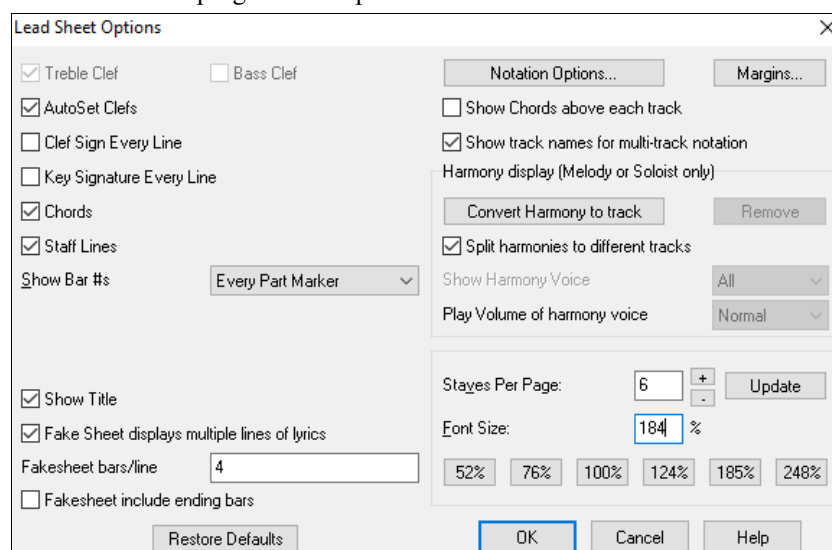 Lead Sheet Options
Treble Clef
Bass Clef
AutoSet Clefs
Clef Sign Every Line
Key Signature Every Line
Chords
Staff Lines
Show Bar #s
Every Part Marker
Show Title
Fake Sheet displays multiple lines of lyrics
Fakesheet bars/line
4
Fakesheet include ending bars
Restore Defaults
Notation Options...
Margins...
Show Chords above each track
Show track names for multi-track notation
Harmony display (Melody or Soloist only)
Convert Harmony to track
Remove
Split harmonies to different tracks
Show Harmony Voice
All
Play Volume of harmony voice
Normal
Staves Per Page:
6
+
-
Update
Font Size:
184
%
52%
76%
100%
124%
185%
248%
OK
Cancel
Help